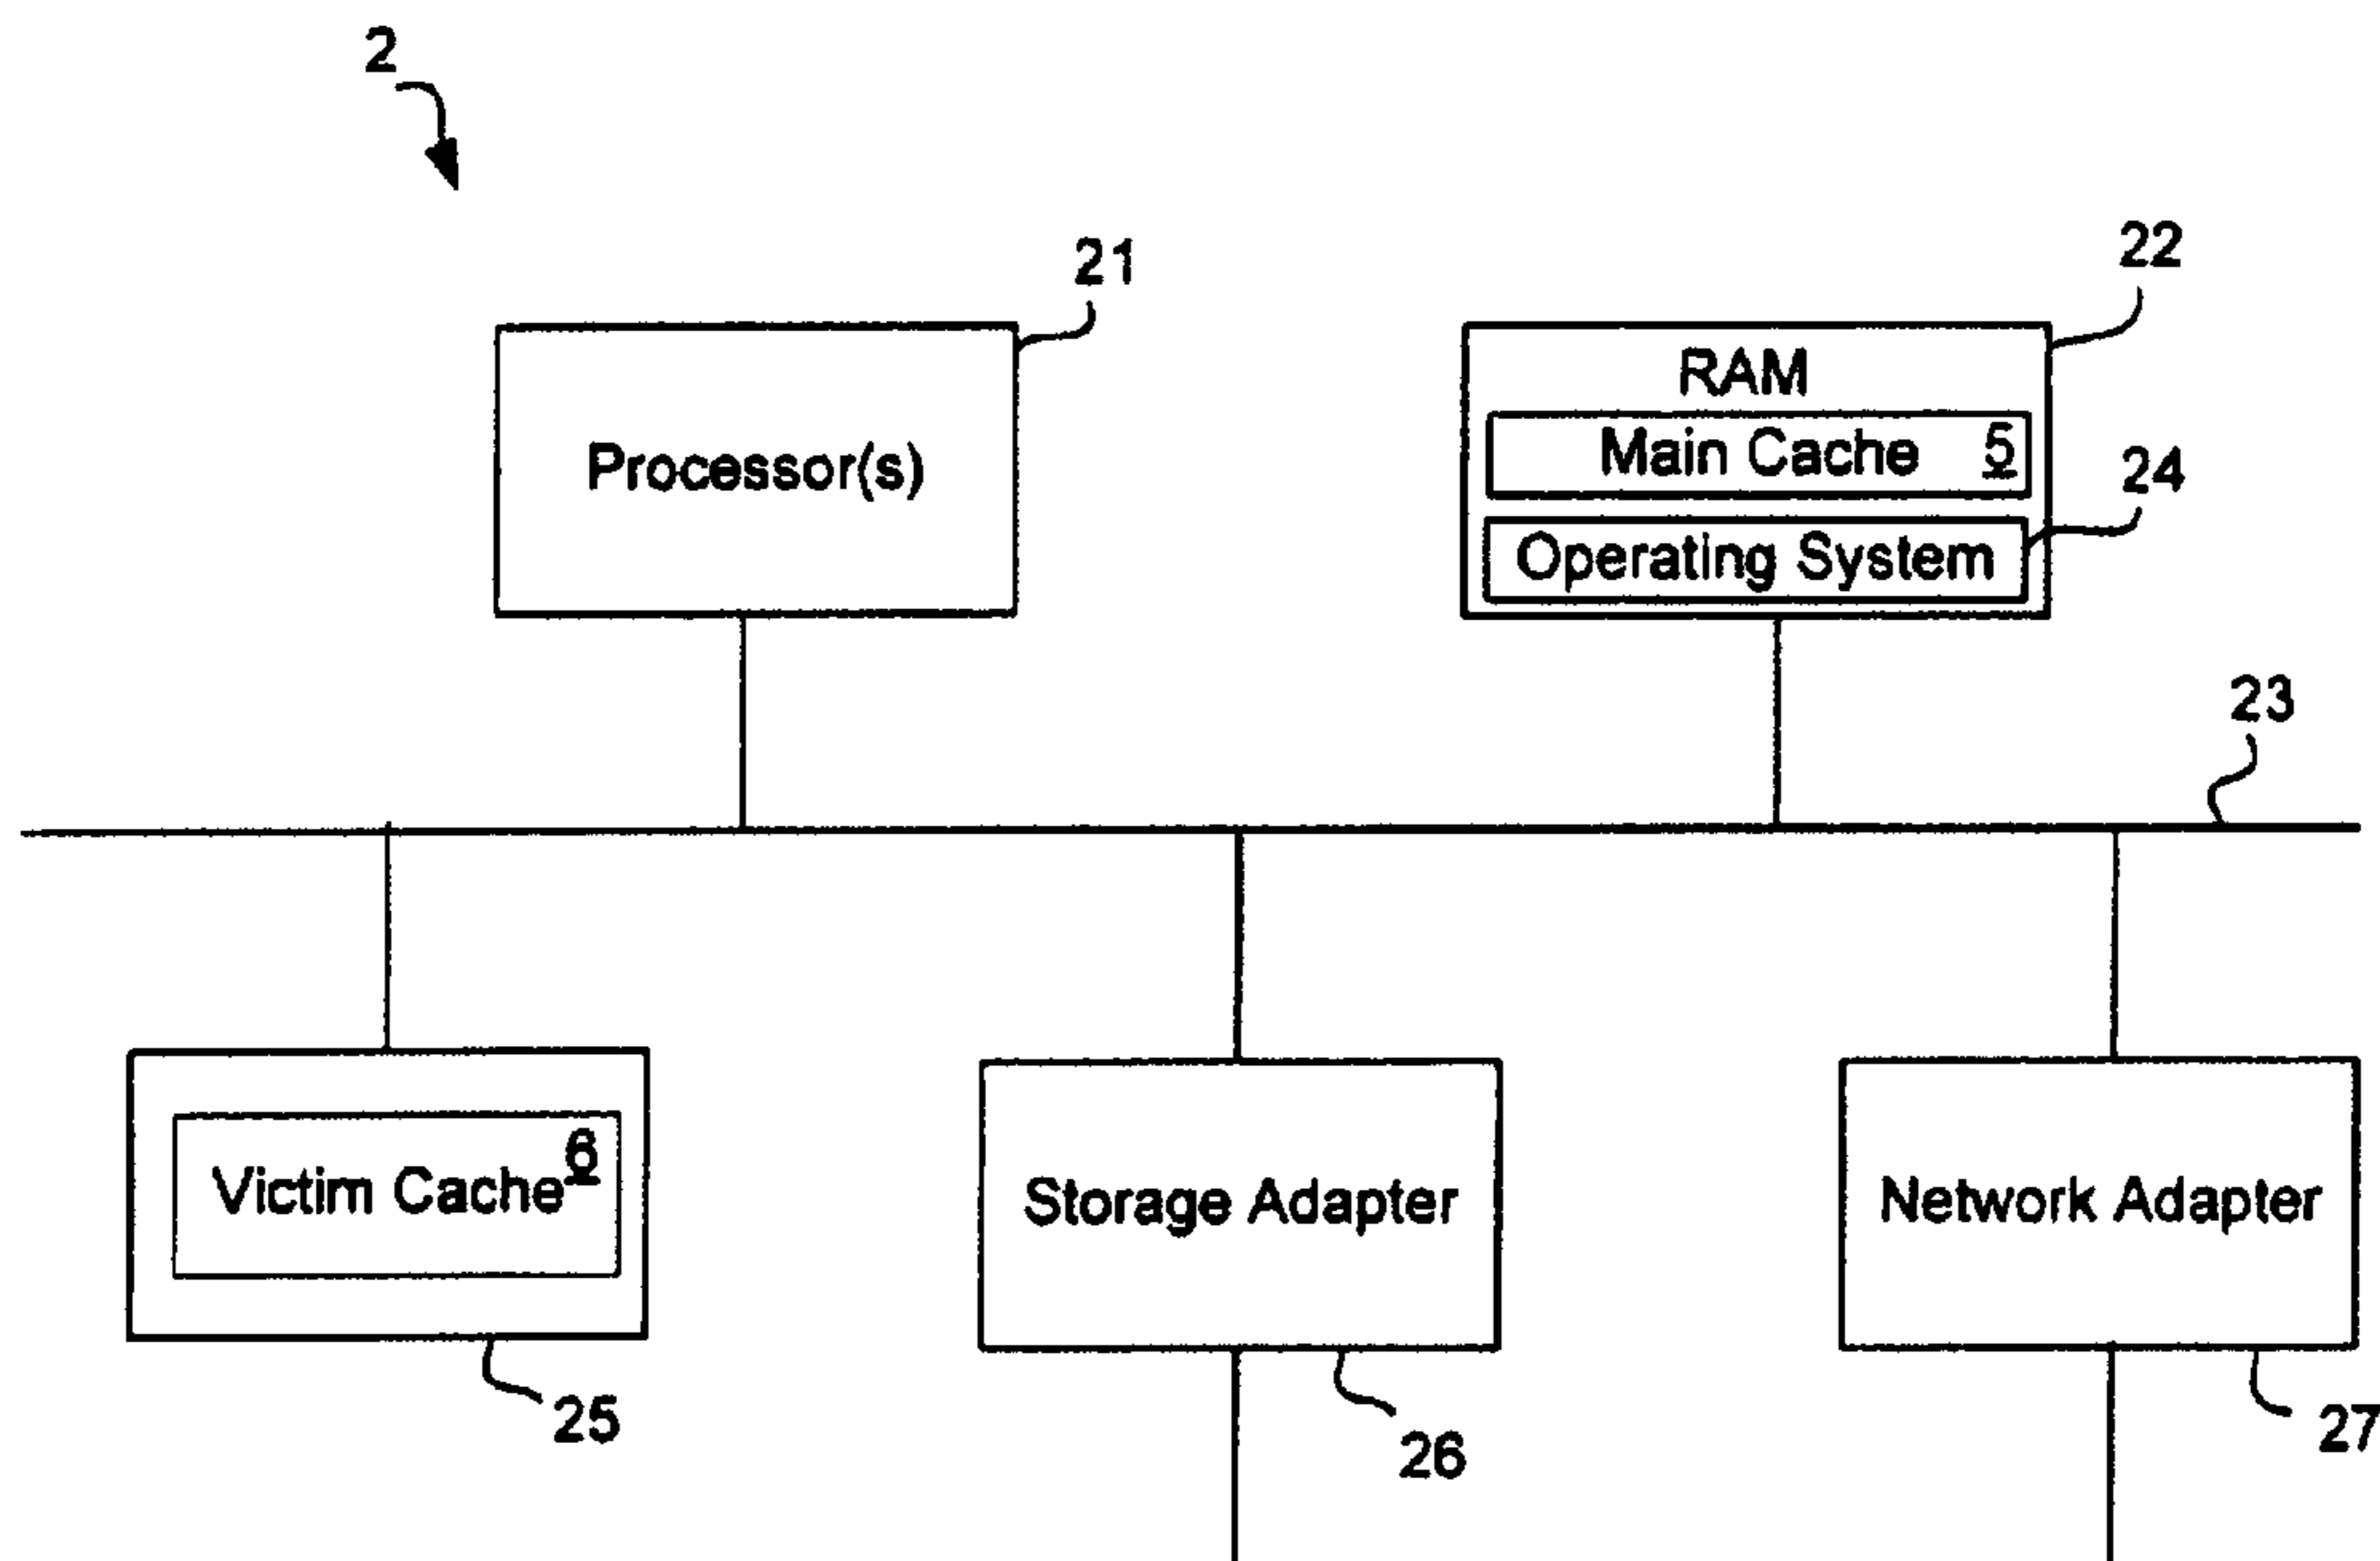 2
21
22
Processor(s)
RAM
Main Cache 5
24
Operating System
23
Victim Cache 6
Storage Adapter
Network Adapter
25
26
27